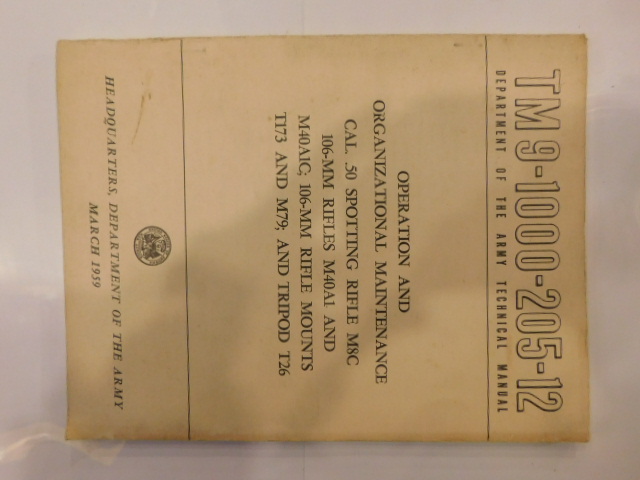 TM 9-1000-205-12
DEPARTMENT OF THE ARMY TECHNICAL MANUAL
OPERATION AND
ORGANIZATIONAL MAINTENANCE
CAL. .50 SPOTTING RIFLE M8C
106-MM RIFLES M40A1 AND
M40A1C; 106-MM RIFLE MOUNTS
T173 AND M79; AND TRIPOD T26
HEADQUARTERS, DEPARTMENT OF THE ARMY
MARCH 1959